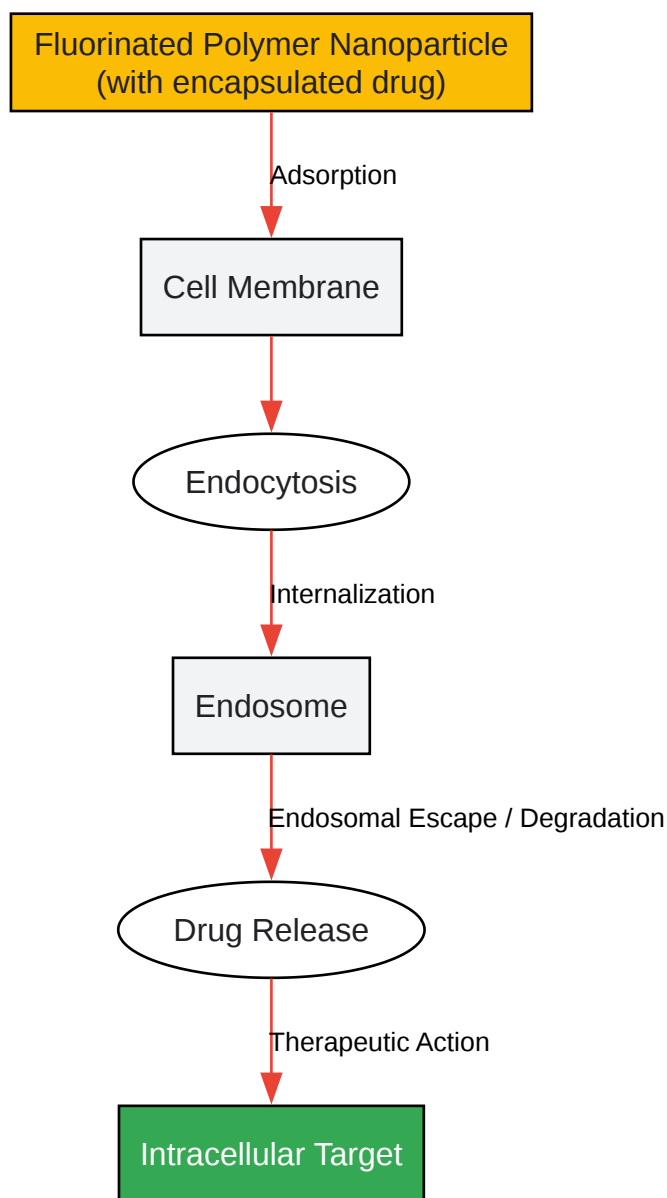 Fluorinated Polymer Nanoparticle
(with encapsulated drug)
Adsorption
Cell Membrane
Endocytosis
Internalization
Endosome
Endosomal Escape / Degradation
Drug Release
Therapeutic Action
Intracellular Target